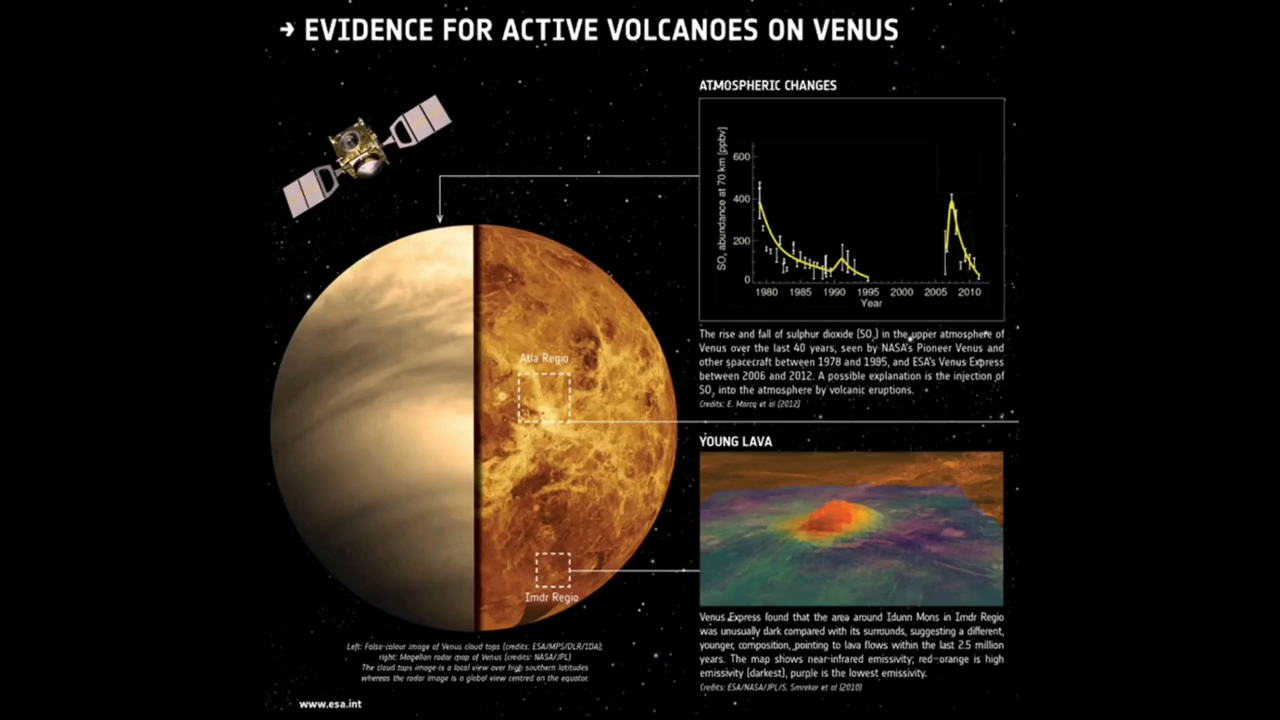 → EVIDENCE FOR ACTIVE VOLCANOES ON VENUS
ATMOSPHERIC CHANGES
SO₂ abundance at 70 km [ppbv]
600
400
200
0
1980 1985 1990 1995 2000 2005 2010
Year
The rise and fall of sulphur dioxide (SO₂) in the upper atmosphere of
Venus over the last 40 years, seen by NASA's Pioneer Venus and
other spacecraft between 1978 and 1995, and ESA's Venus Express
between 2006 and 2012. A possible explanation is the injection of
SO₂ into the atmosphere by volcanic eruptions.
Credits: E. Marcq et al (2012)
Atla Regio
YOUNG LAVA
Imdr Regio
Venus Express found that the area around Idunn Mons in Imdr Regio
was unusually dark compared with its surrounds, suggesting a different,
younger, composition, pointing to lava flows within the last 2.5 million
years. The map shows near-infrared emissivity; red-orange is high
emissivity (darkest), purple is the lowest emissivity.
Credits: ESA/NASA/JPL/S. Smrekar et al (2010)
Left: False-colour image of Venus cloud tops (credits: ESA/MPS/DLR/IDA);
right: Magellan radar map of Venus (credits: NASA/JPL)
The cloud tops image is a local view over high southern latitudes
whereas the radar image is a global view centred on the equator.
www.esa.int